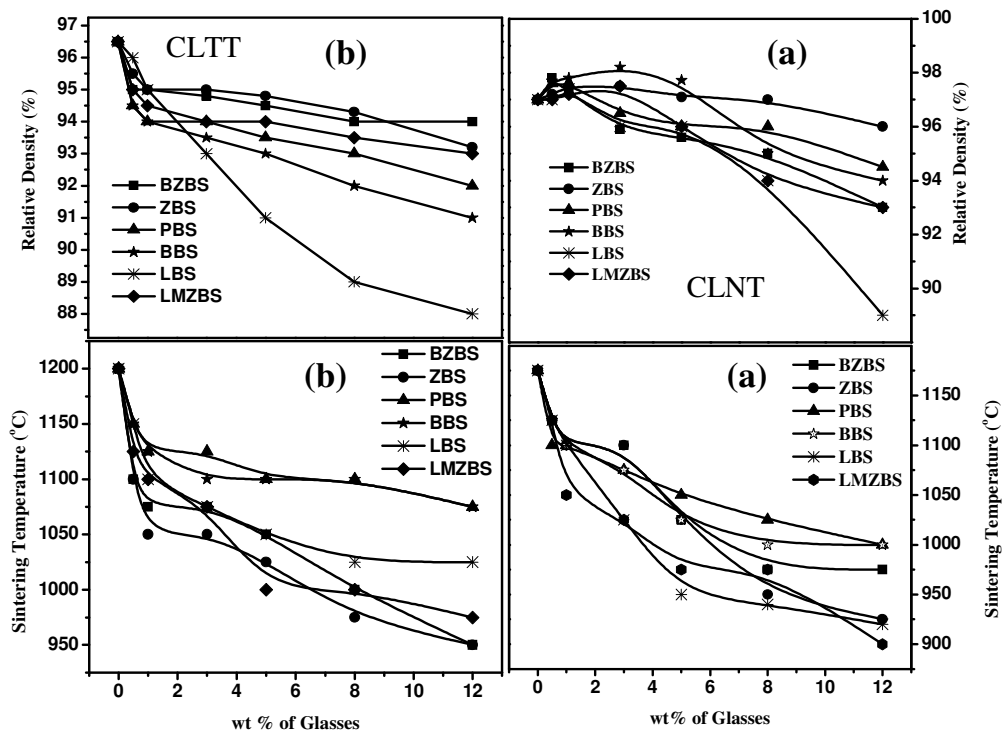 CLTT
(b)
97
96
95
94
93
92
91
90
89
88
Relative Density (%)
BZBS
ZBS
PBS
BBS
LBS
LMZBS
(a)
100
98
96
94
92
90
Relative Density (%)
BZBS
ZBS
PBS
BBS
LBS
LMZBS
CLNT
(b)
1200
1150
1100
1050
1000
950
Sintering Temperature (°C)
BZBS
ZBS
PBS
BBS
LBS
LMZBS
0 2 4 6 8 10 12
wt % of Glasses
(a)
1150
1100
1050
1000
950
900
Sintering Temperature (°C)
BZBS
ZBS
PBS
BBS
LBS
LMZBS
0 2 4 6 8 10 12
wt % of Glasses